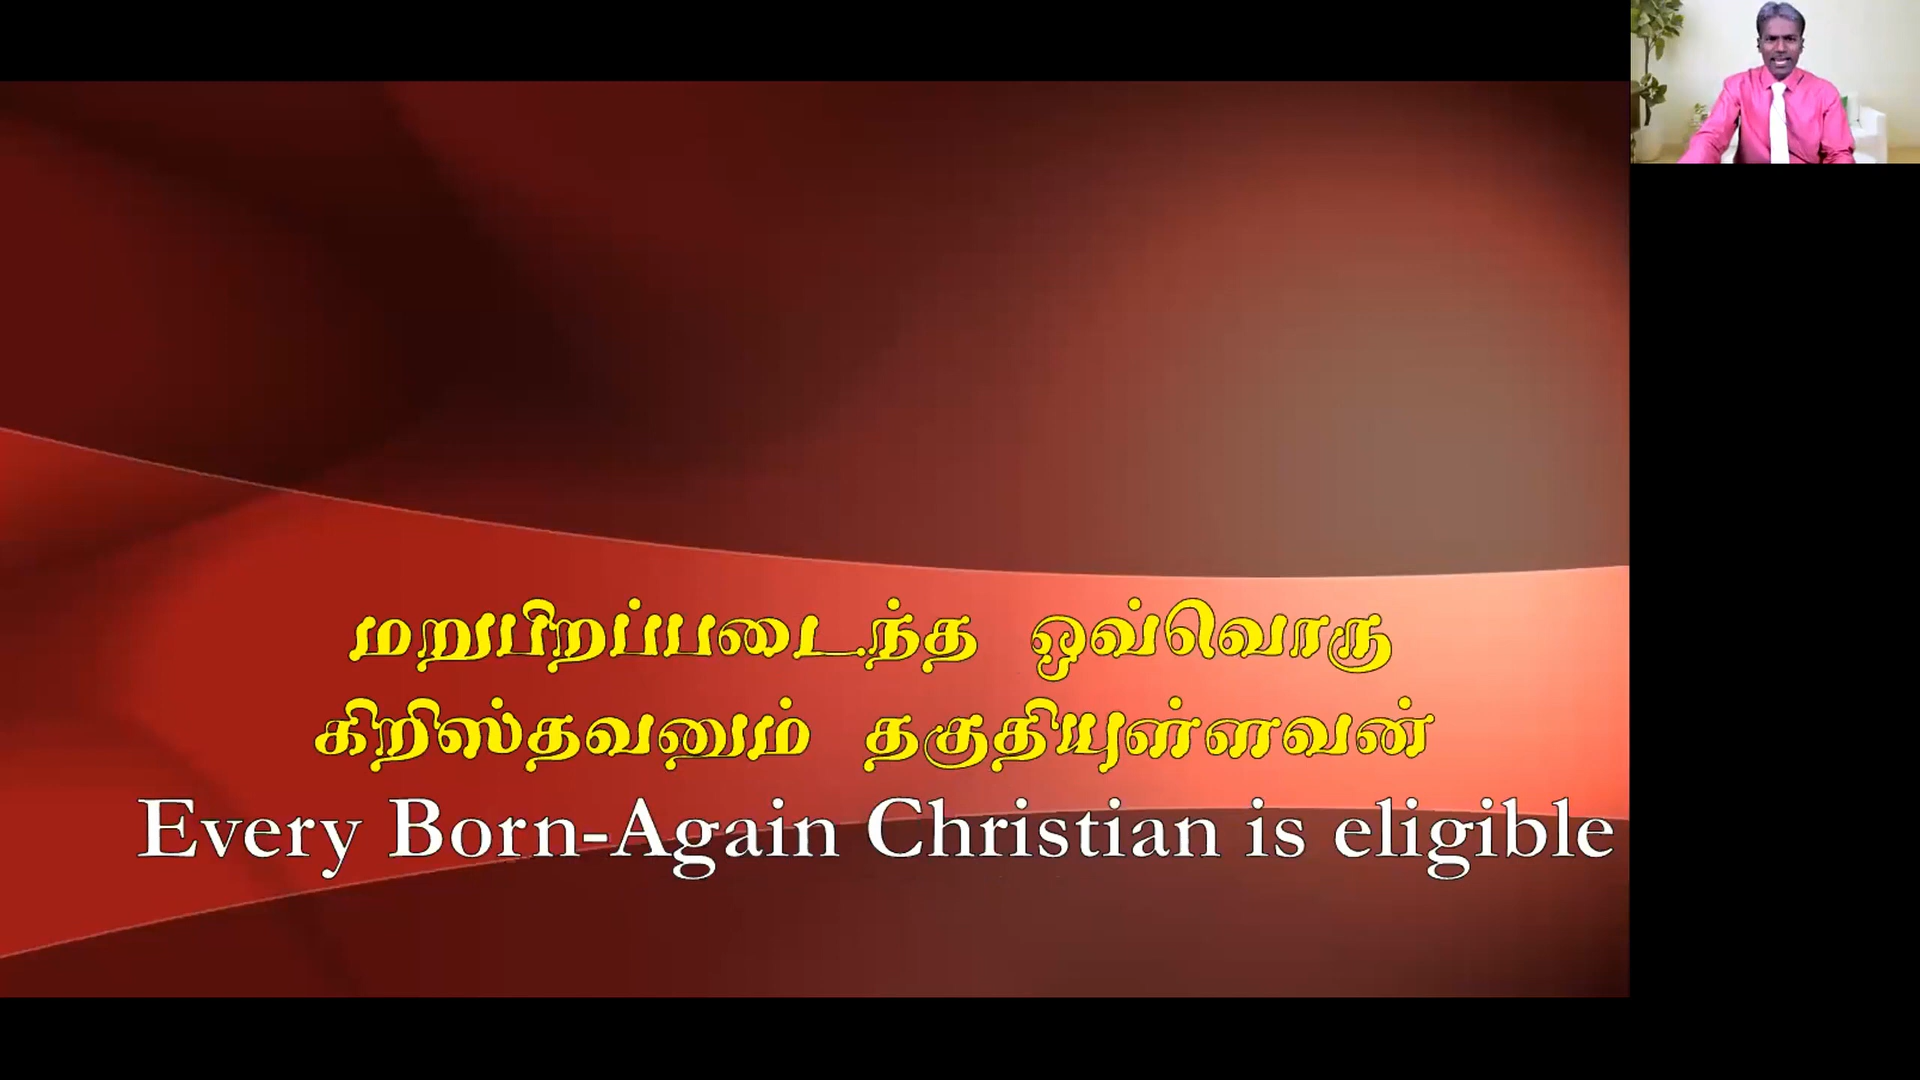 மறுபிறப்படைந்த ஒவ்வொரு
கிறிஸ்தவனும் தகுதியுள்ளவன்
Every Born-Again Christian is eligible